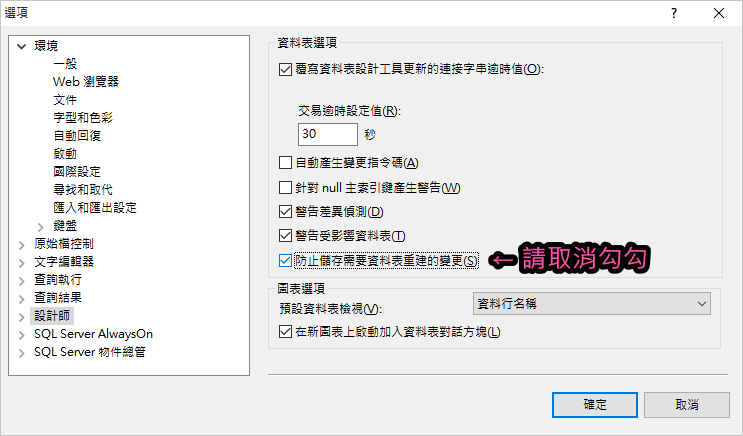 選項
環境
一般
Web 瀏覽器
文件
字型和色彩
自動回復
啟動
國際設定
尋找和取代
匯入和匯出設定
鍵盤
原始檔控制
文字編輯器
查詢執行
查詢結果
設計師
SQL Server AlwaysOn
SQL Server 物件總管
資料表選項
覆寫資料表設計工具更新的連接字串逾時值(O):
交易逾時設定值(R):
30 秒
自動產生變更指令碼(A)
針對 null 主索引鍵產生警告(W)
警告差異偵測(D)
警告受影響資料表(T)
防止儲存需要資料表重建的變更(S) ← 請取消勾勾
圖表選項
預設資料表檢視(V): 資料行名稱
在新圖表上啟動加入資料表對話方塊(L)
確定 取消